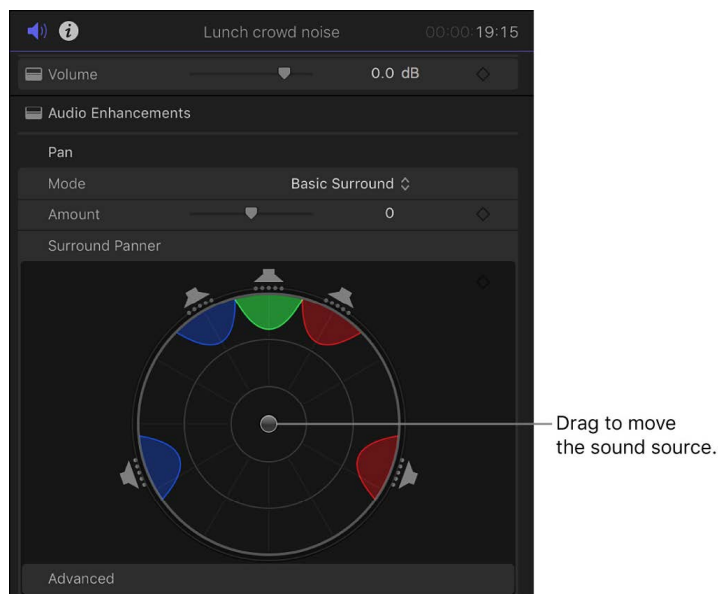 Lunch crowd noise 00:00:19:15
Volume 0.0 dB
Audio Enhancements
Pan
Mode Basic Surround
Amount 0
Surround Panner
Drag to move
the sound source.
Advanced